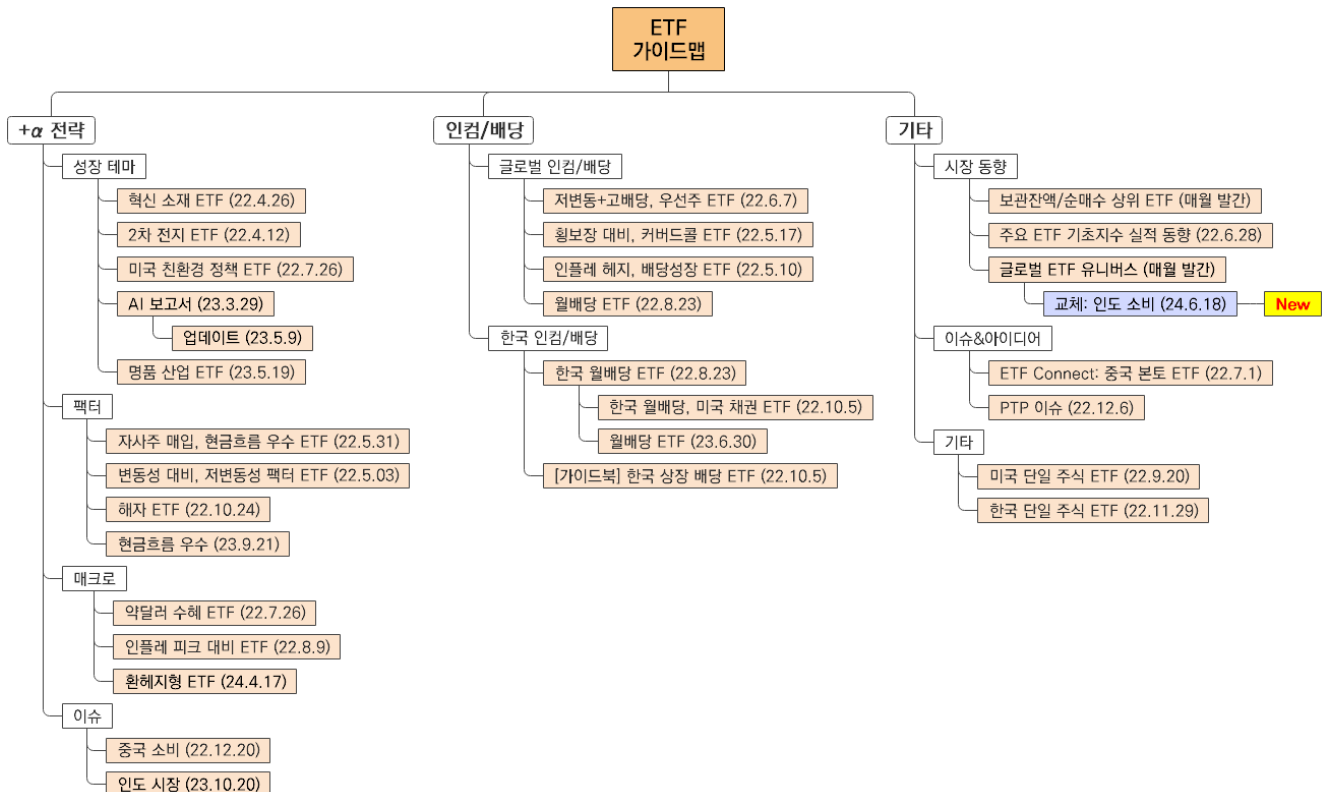 ETF
가이드맵
+α 전략
성장 테마
혁신 소재 ETF (22.4.26)
2차 전지 ETF (22.4.12)
미국 친환경 정책 ETF (22.7.26)
AI 보고서 (23.3.29)
업데이트 (23.5.9)
명품 산업 ETF (23.5.19)
팩터
자사주 매입, 현금흐름 우수 ETF (22.5.31)
변동성 대비, 저변동성 팩터 ETF (22.5.03)
해자 ETF (22.10.24)
현금흐름 우수 (23.9.21)
매크로
약달러 수혜 ETF (22.7.26)
인플레 피크 대비 ETF (22.8.9)
환헤지형 ETF (24.4.17)
이슈
중국 소비 (22.12.20)
인도 시장 (23.10.20)
인컴/배당
글로벌 인컴/배당
저변동+고배당, 우선주 ETF (22.6.7)
횡보장 대비, 커버드콜 ETF (22.5.17)
인플레 헤지, 배당성장 ETF (22.5.10)
월배당 ETF (22.8.23)
한국 인컴/배당
한국 월배당 ETF (22.8.23)
한국 월배당, 미국 채권 ETF (22.10.5)
월배당 ETF (23.6.30)
[가이드북] 한국 상장 배당 ETF (22.10.5)
기타
시장 동향
보관잔액/순매수 상위 ETF (매월 발간)
주요 ETF 기초지수 실적 동향 (22.6.28)
글로벌 ETF 유니버스 (매월 발간)
교체: 인도 소비 (24.6.18)
New
이슈&아이디어
ETF Connect: 중국 본토 ETF (22.7.1)
PTP 이슈 (22.12.6)
기타
미국 단일 주식 ETF (22.9.20)
한국 단일 주식 ETF (22.11.29)